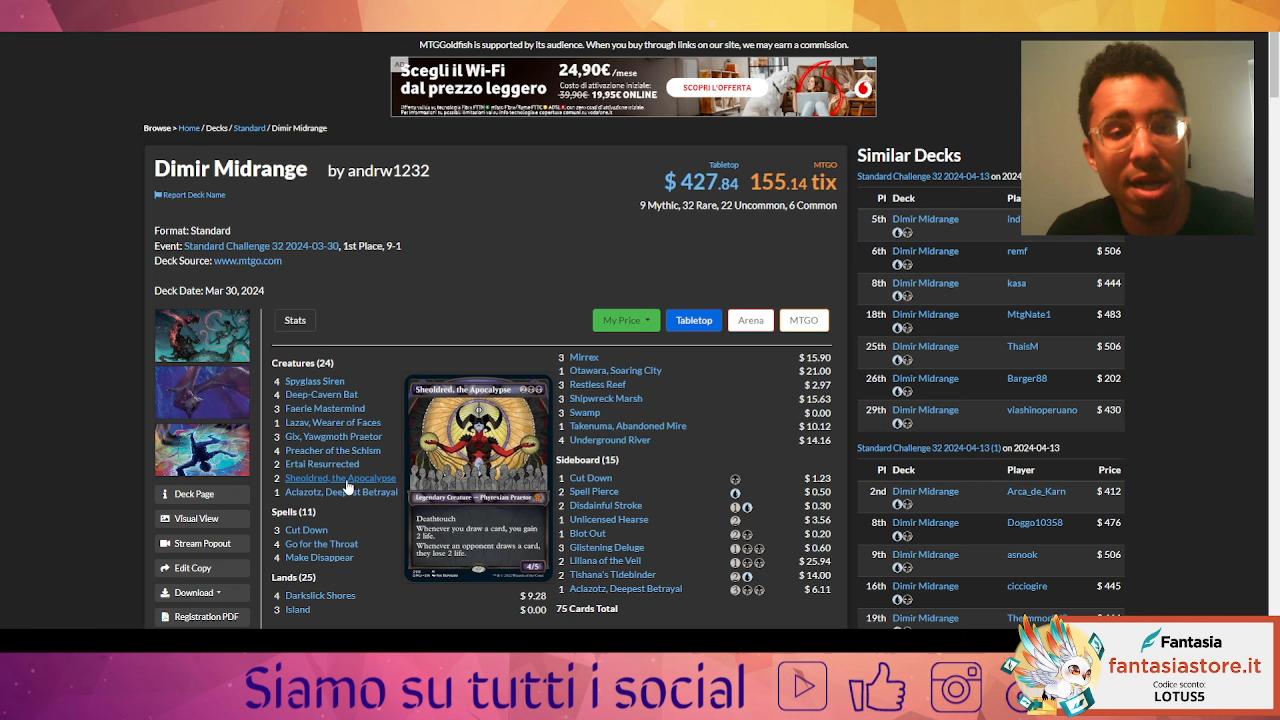 MTGGoldfish is supported by its audience. When you buy through links on our site, we may earn a commission.
AD
Scegli il Wi-Fi
dal prezzo leggero
24,90€/mese
Costo di attivazione iniziale:
39,90€ 19,95€ ONLINE
SCOPRI L'OFFERTA
Browse > Home / Decks / Standard / Dimir Midrange
Dimir Midrange by andrw1232
Report Deck Name
Tabletop
$ 427.84
MTGO
155.14 tix
9 Mythic, 32 Rare, 22 Uncommon, 6 Common
Format: Standard
Event: Standard Challenge 32 2024-03-30, 1st Place, 9-1
Deck Source: www.mtgo.com
Deck Date: Mar 30, 2024
Stats
My Price
Tabletop
Arena
MTGO
Deck Page
Visual View
Stream Popout
Edit Copy
Download
Registration PDF
Creatures (24)
4 Spyglass Siren
4 Deep-Cavern Bat
3 Faerie Mastermind
1 Lazav, Wearer of Faces
3 Gix, Yawgmoth Praetor
4 Preacher of the Schism
2 Ertai Resurrected
2 Sheoldred, the Apocalypse
1 Aclazotz, Deepest Betrayal
Spells (11)
3 Cut Down
4 Go for the Throat
4 Make Disappear
Lands (25)
4 Darkslick Shores $ 9.28
3 Island $ 0.00
Sheoldred, the Apocalypse
Legendary Creature — Phyrexian Praetor
Deathtouch
Whenever you draw a card, you gain
2 life.
Whenever an opponent draws a card,
they lose 2 life.
4/5
3 Mirrex $ 15.90
1 Otawara, Soaring City $ 21.00
3 Restless Reef $ 2.97
3 Shipwreck Marsh $ 15.63
3 Swamp $ 0.00
1 Takenuma, Abandoned Mire $ 10.12
4 Underground River $ 14.16
Sideboard (15)
1 Cut Down $ 1.23
2 Spell Pierce $ 0.50
1 Disdainful Stroke 1 $ 0.30
1 Unlicensed Hearse 2 $ 3.56
1 Blot Out 2 $ 0.20
3 Glistening Deluge 1 $ 0.60
2 Liliana of the Veil 1 $ 25.94
2 Tishana's Tidebinder 2 $ 14.00
1 Aclazotz, Deepest Betrayal 3 $ 6.11
75 Cards Total
Similar Decks
Standard Challenge 32 2024-04-13 on 2024
Pl Deck Pla
5th Dimir Midrange ind
6th Dimir Midrange remf $ 506
8th Dimir Midrange kasa $ 444
18th Dimir Midrange MtgNate1 $ 483
25th Dimir Midrange ThaisM $ 506
26th Dimir Midrange Barger88 $ 202
29th Dimir Midrange viashinoperuano $ 430
Standard Challenge 32 2024-04-13 (1) on 2024-04-13
Pl Deck Player Price
2nd Dimir Midrange Arca_de_Karn $ 412
8th Dimir Midrange Doggo10358 $ 476
9th Dimir Midrange asnook $ 506
16th Dimir Midrange cicciogire $ 445
19th Dimir Midrange
Siamo su tutti i social
Fantasia
fantasiastore.it
Codice sconto:
LOTUS5